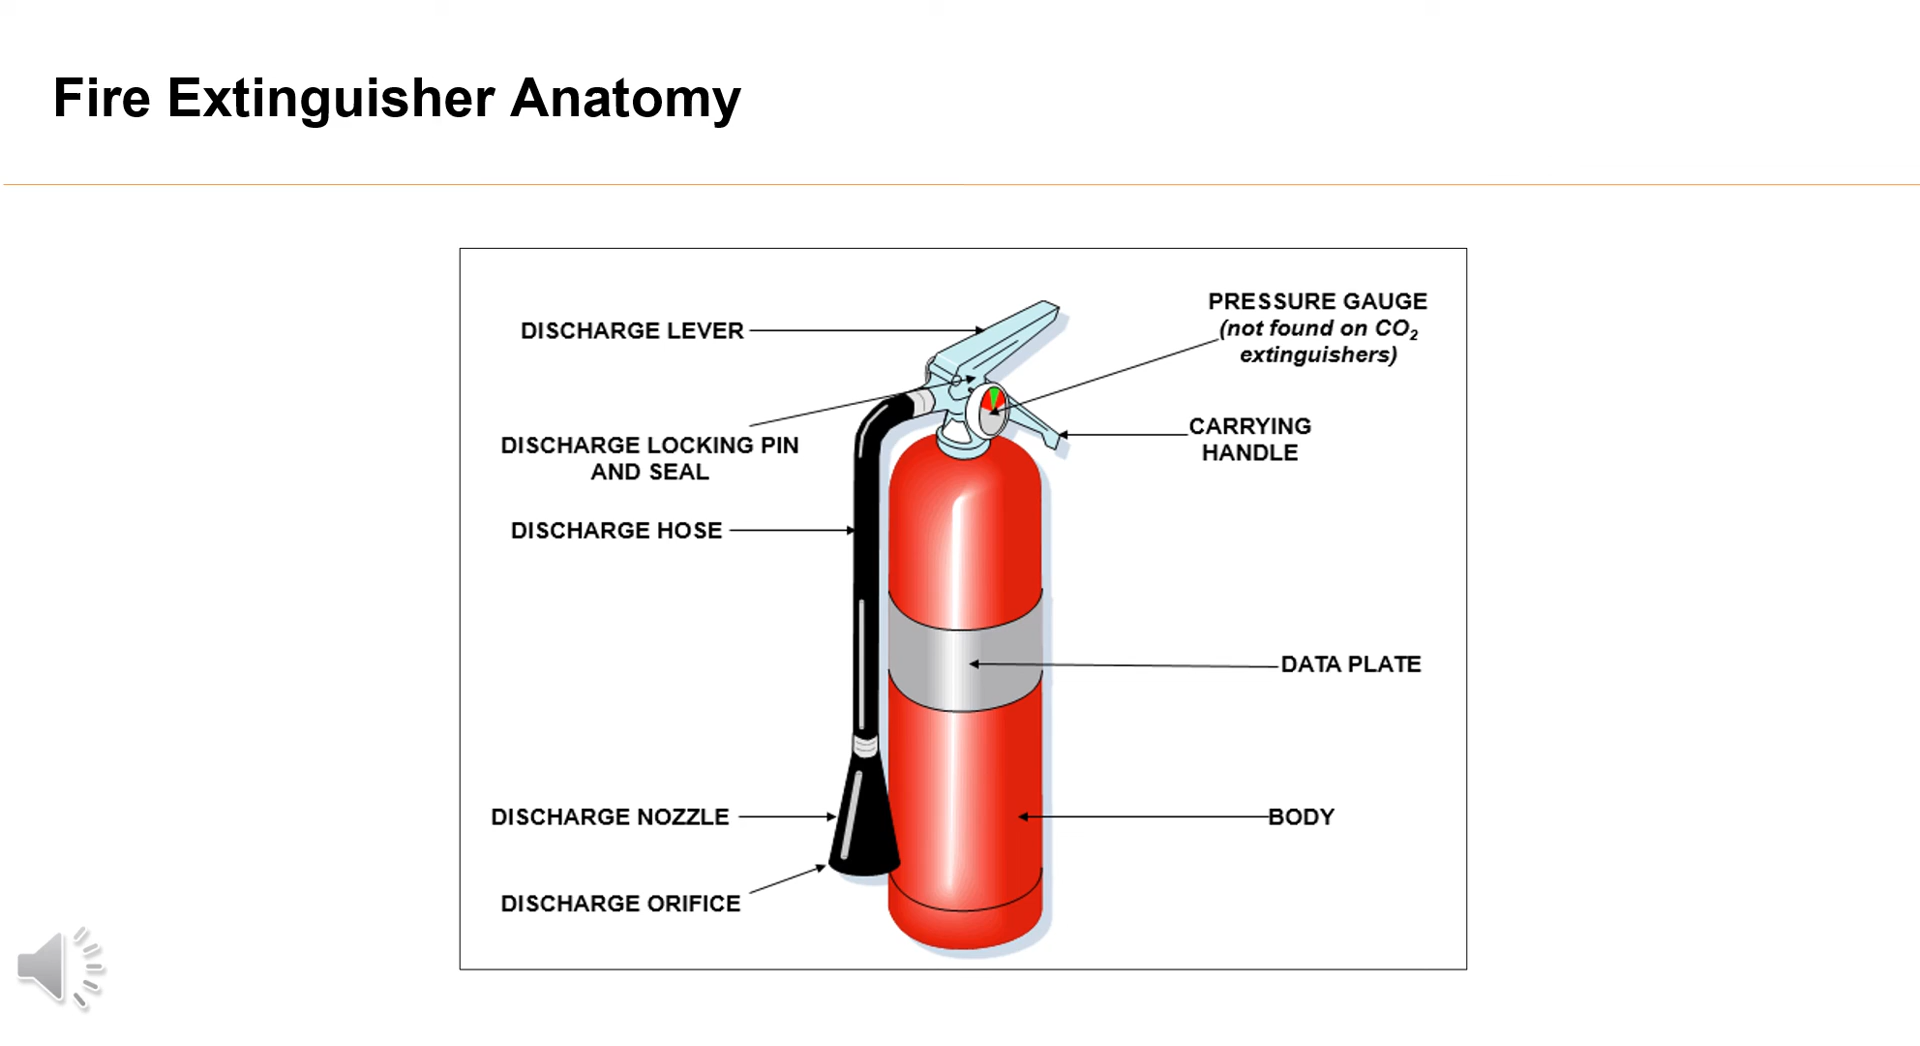 Fire Extinguisher Anatomy
DISCHARGE LEVER
PRESSURE GAUGE
(not found on CO₂
extinguishers)
DISCHARGE LOCKING PIN
AND SEAL
CARRYING
HANDLE
DISCHARGE HOSE
DATA PLATE
DISCHARGE NOZZLE
BODY
DISCHARGE ORIFICE